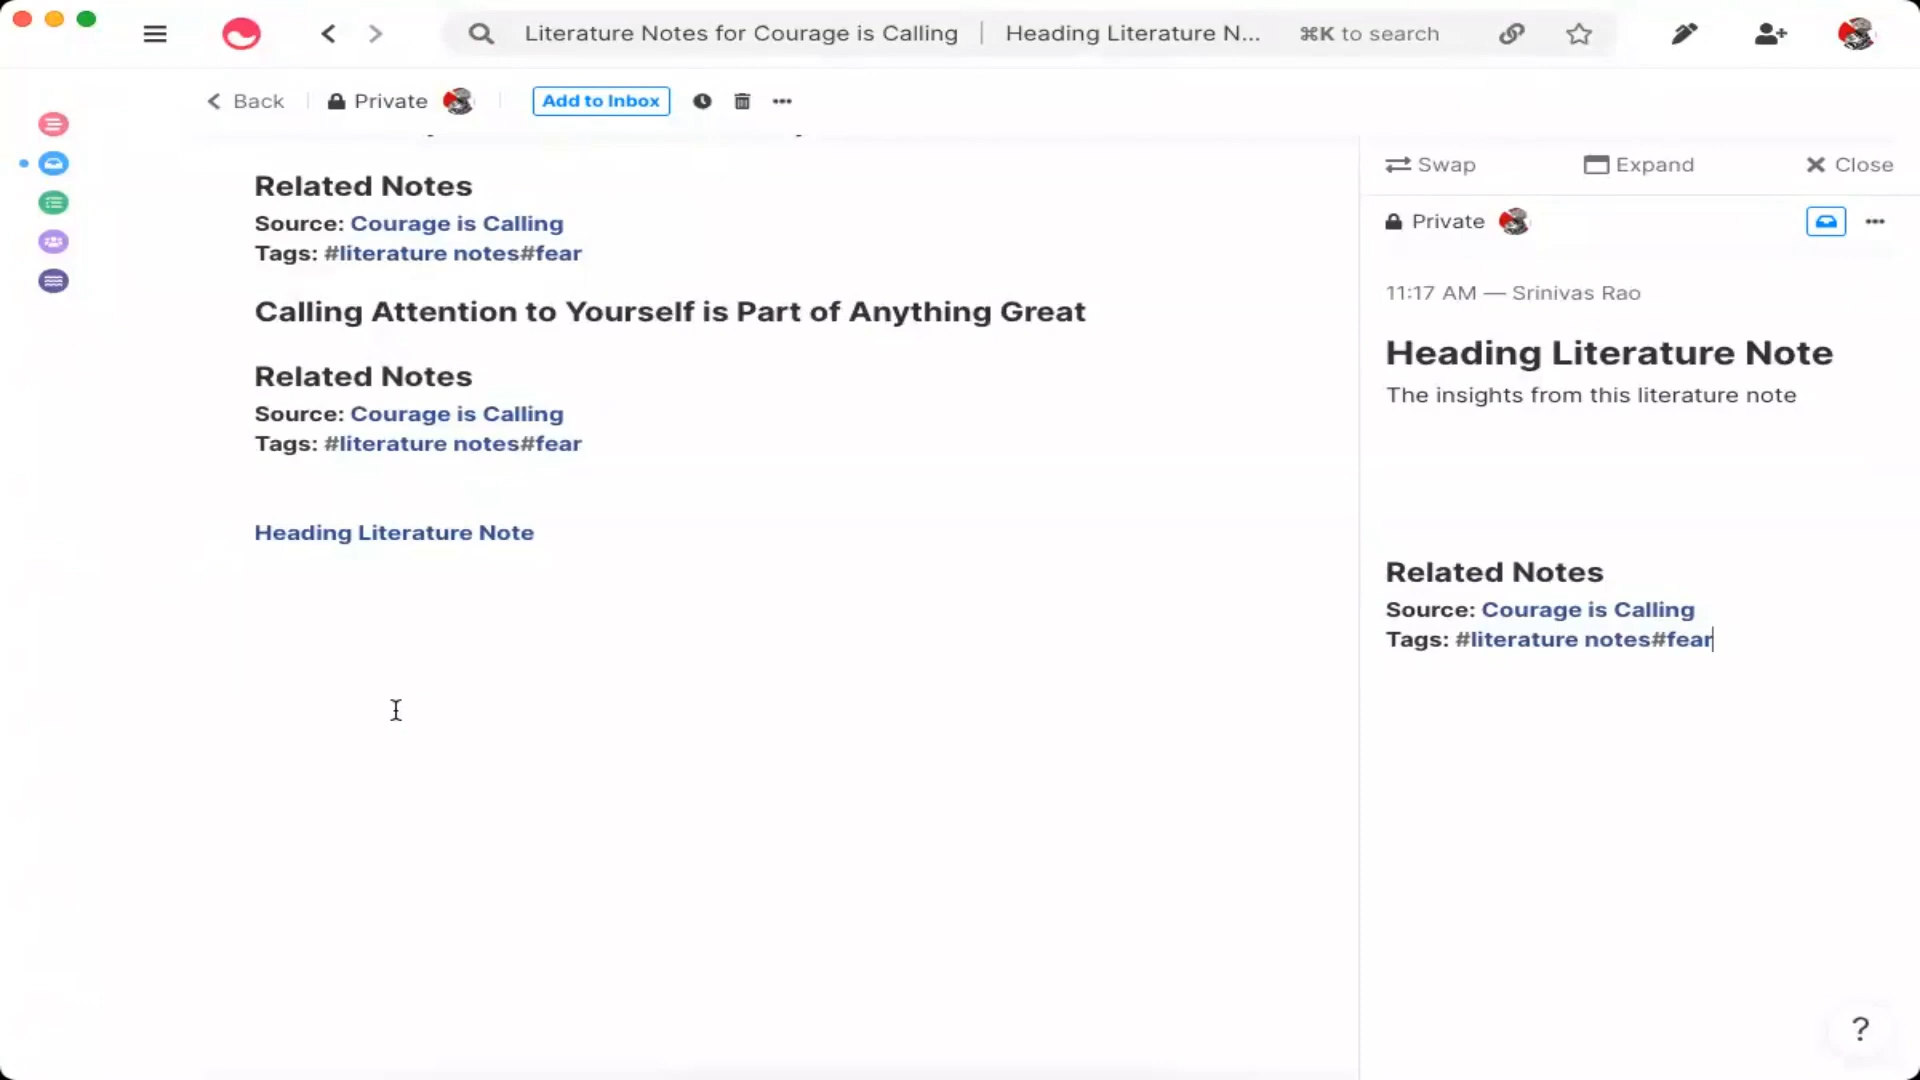 Literature Notes for Courage is Calling | Heading Literature N... ⌘K to search
Back Private Add to Inbox
Related Notes
Source: Courage is Calling
Tags: #literature notes#fear
Calling Attention to Yourself is Part of Anything Great
Related Notes
Source: Courage is Calling
Tags: #literature notes#fear
Heading Literature Note
Swap Expand Close
Private
11:17 AM — Srinivas Rao
Heading Literature Note
The insights from this literature note
Related Notes
Source: Courage is Calling
Tags: #literature notes#fear
?